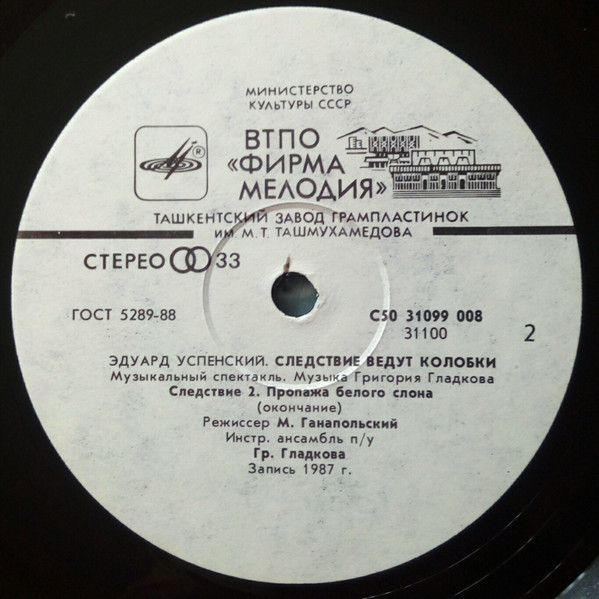 МИНИСТЕРСТВО
КУЛЬТУРЫ СССР
ВТПО
«ФИРМА
МЕЛОДИЯ»
®
ТАШКЕНТСКИЙ ЗАВОД ГРАМПЛАСТИНОК
ИМ. М. Т. ТАШМУХАМЕДОВА
СТЕРЕО 33
ГОСТ 5289-88
С50 31099 008
31100
2
ЭДУАРД УСПЕНСКИЙ. СЛЕДСТВИЕ ВЕДУТ КОЛОБКИ
Музыкальный спектакль. Музыка Григория Гладкова
Следствие 2. Пропажа белого слона
(окончание)
Режиссер М. Ганапольский
Инстр. ансамбль п/у
Гр. Гладкова
Запись 1987 г.